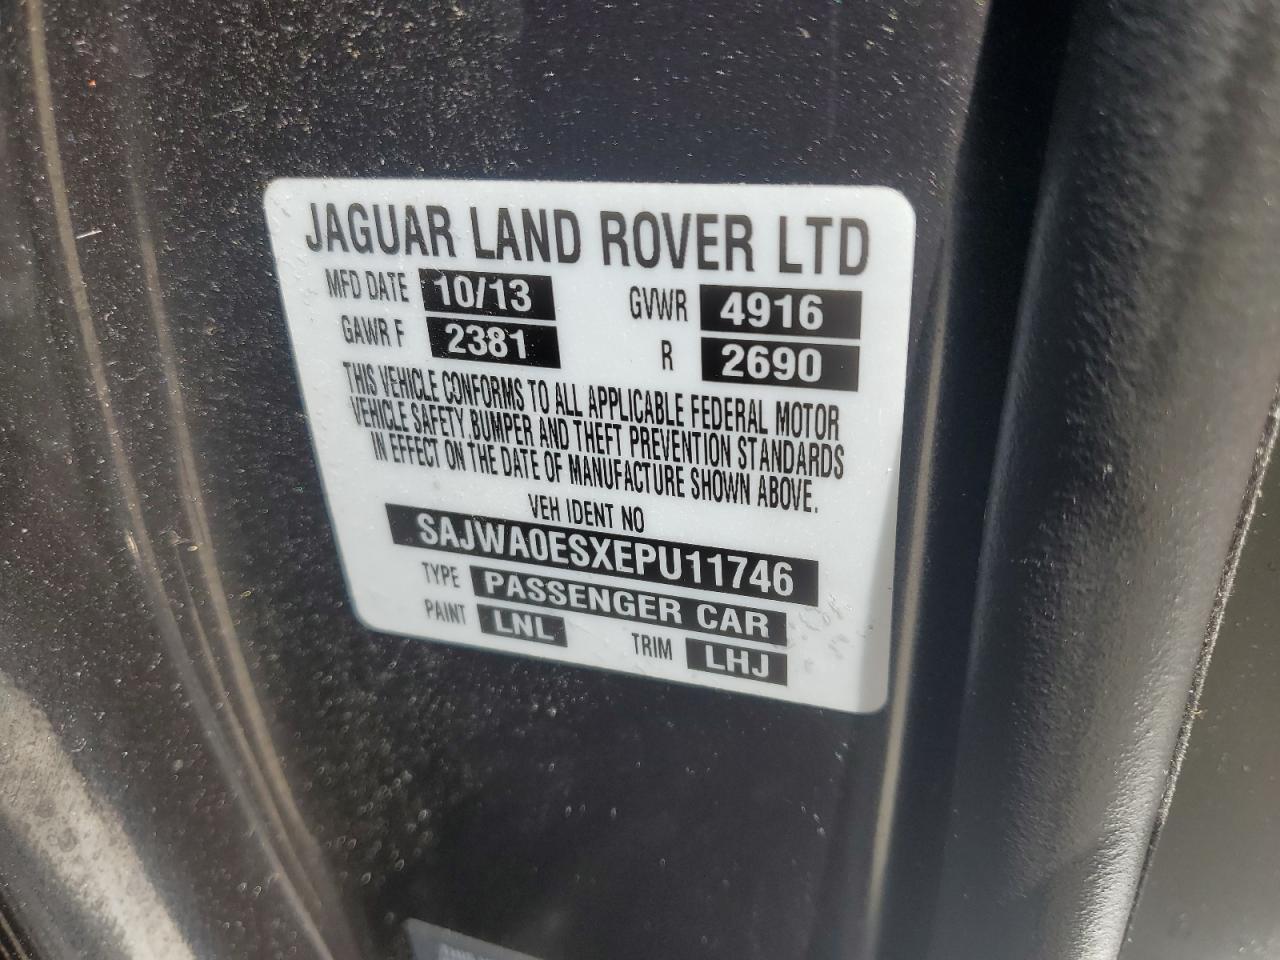 JAGUAR LAND ROVER LTD
MFD DATE 10/13 GVWR 4916
GAWR F 2381 R 2690
THIS VEHICLE CONFORMS TO ALL APPLICABLE FEDERAL MOTOR
VEHICLE SAFETY, BUMPER AND THEFT PREVENTION STANDARDS
IN EFFECT ON THE DATE OF MANUFACTURE SHOWN ABOVE.
VEH IDENT NO
SAJWA0ESXEPU11746
TYPE PASSENGER CAR
PAINT LNL TRIM LHJ